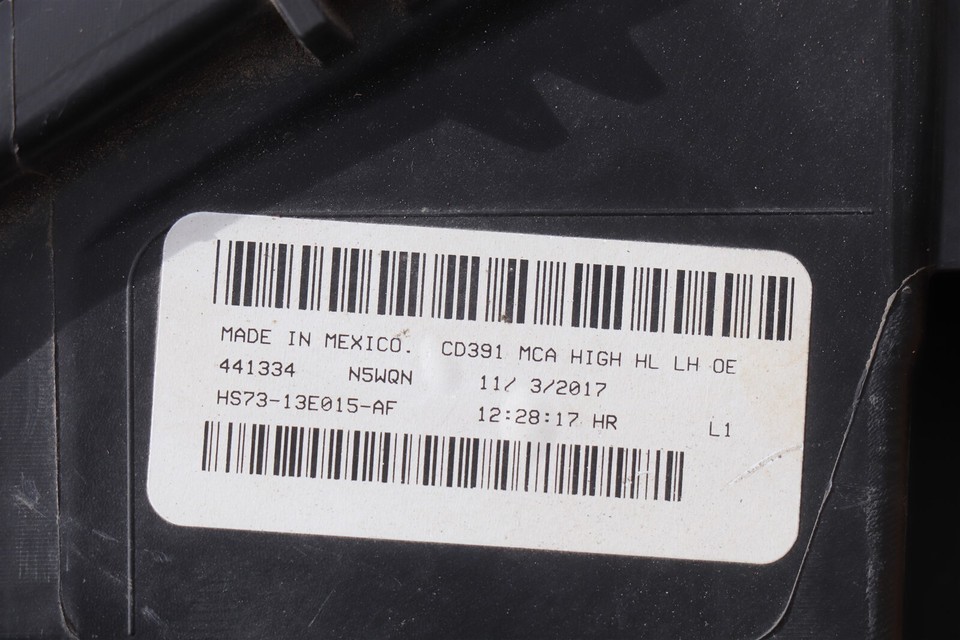 MADE IN MEXICO. CD391 MCA HIGH HL LH OE
441334 N5WQN 11/ 3/2017
HS73-13E015-AF 12:28:17 HR L1